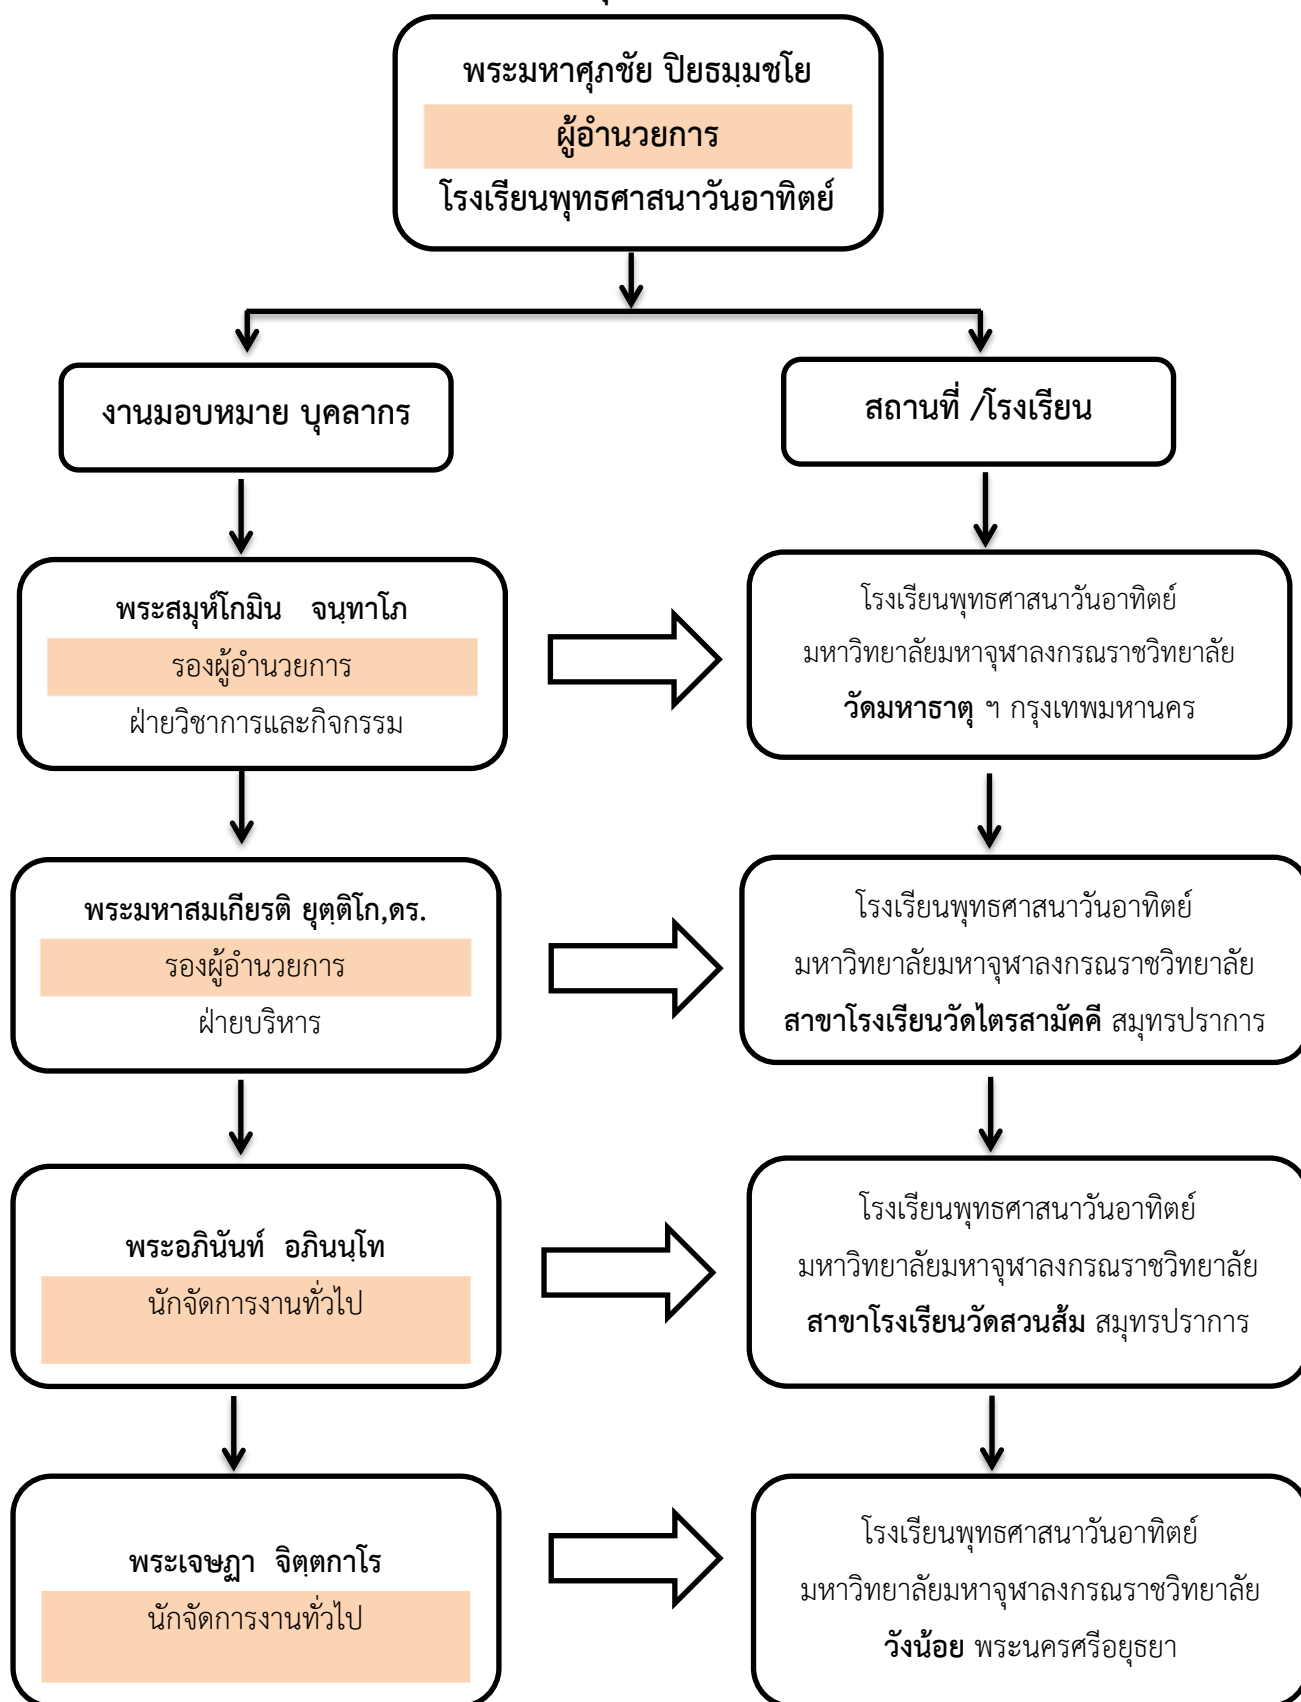 พระมหาศุภชัย ปิยธมฺมชโย
ผู้อำนวยการ
โรงเรียนพุทธศาสนาวันอาทิตย์
งานมอบหมาย บุคลากร
สถานที่ /โรงเรียน
พระสมุห์โกมิน จนฺทาโภ
รองผู้อำนวยการ
ฝ่ายวิชาการและกิจกรรม
โรงเรียนพุทธศาสนาวันอาทิตย์
มหาวิทยาลัยมหาจุฬาลงกรณราชวิทยาลัย
วัดมหาธาตุ ฯ กรุงเทพมหานคร
พระมหาสมเกียรติ ยุตฺติโก,ดร.
รองผู้อำนวยการ
ฝ่ายบริหาร
โรงเรียนพุทธศาสนาวันอาทิตย์
มหาวิทยาลัยมหาจุฬาลงกรณราชวิทยาลัย
สาขาโรงเรียนวัดไตรสามัคคี สมุทรปราการ
พระอภินันท์ อภินนฺโท
นักจัดการงานทั่วไป
โรงเรียนพุทธศาสนาวันอาทิตย์
มหาวิทยาลัยมหาจุฬาลงกรณราชวิทยาลัย
สาขาโรงเรียนวัดสวนส้ม สมุทรปราการ
พระเจษฏา จิตฺตกาโร
นักจัดการงานทั่วไป
โรงเรียนพุทธศาสนาวันอาทิตย์
มหาวิทยาลัยมหาจุฬาลงกรณราชวิทยาลัย
วังน้อย พระนครศรีอยุธยา